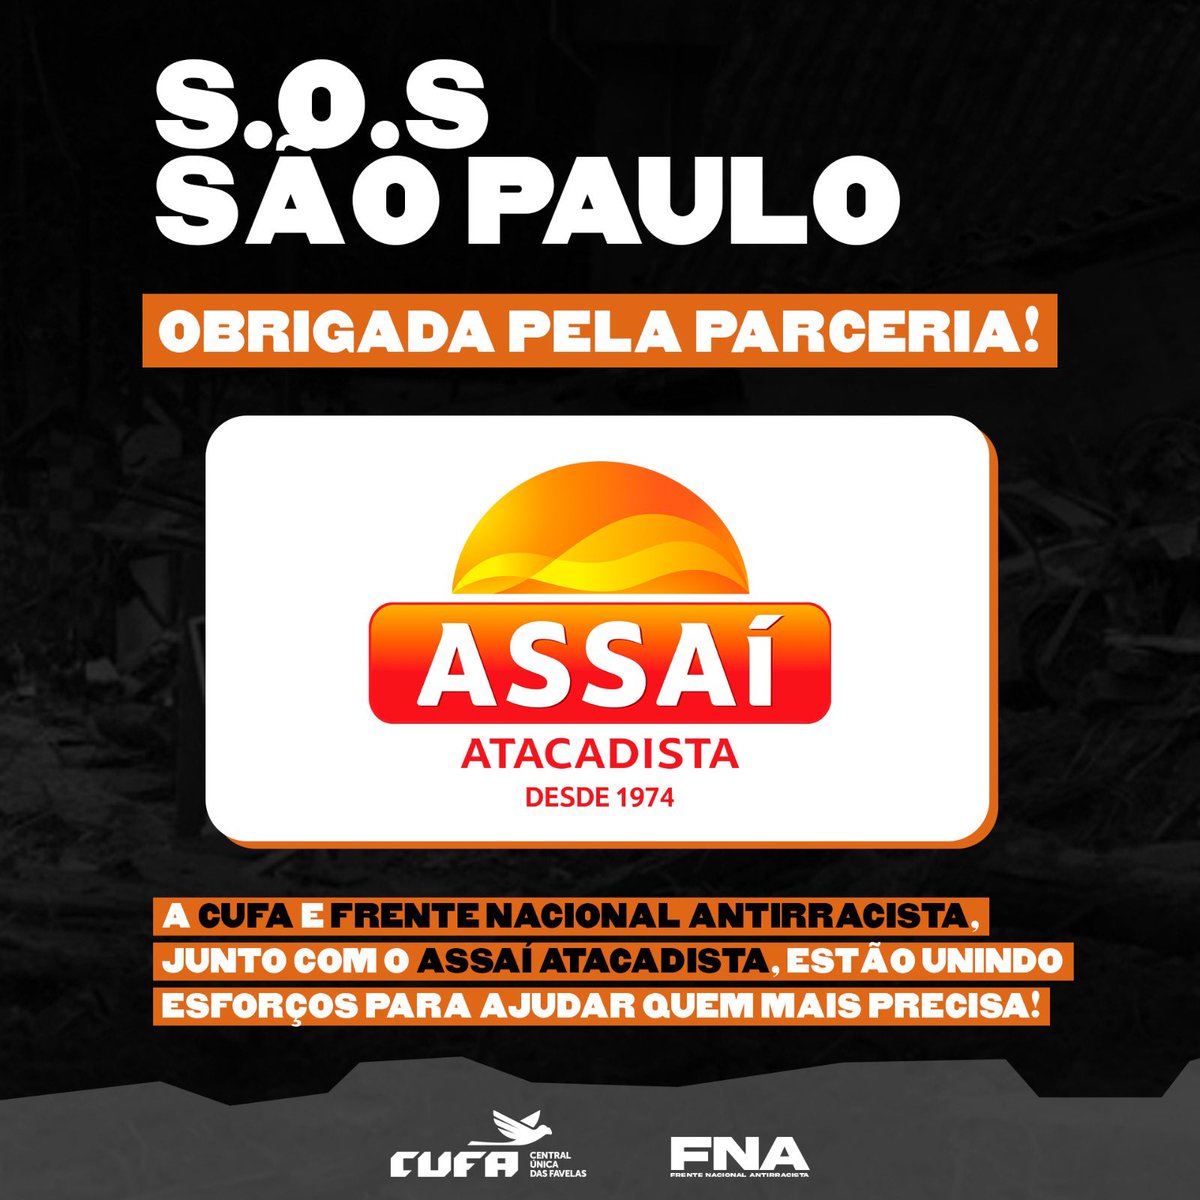 S.O.S
SÃO PAULO
OBRIGADA PELA PARCERIA!
ASSAÍ
ATACADISTA
DESDE 1974
A CUFA E FRENTE NACIONAL ANTIRRACISTA,
JUNTO COM O ASSAÍ ATACADISTA, ESTÃO UNINDO
ESFORÇOS PARA AJUDAR QUEM MAIS PRECISA!
CUFA
CENTRAL
ÚNICA
DAS FAVELAS
FNA
FRENTE NACIONAL ANTIRRACISTA